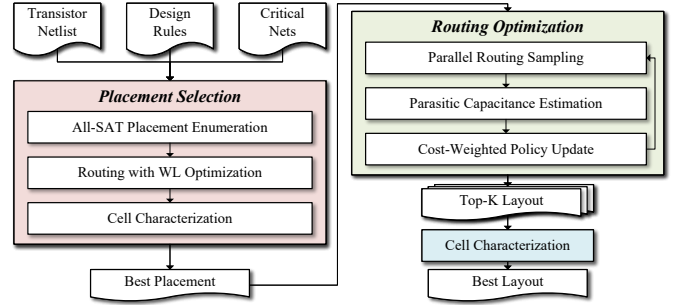 Transistor
Netlist
Design
Rules
Critical
Nets
Placement Selection
All-SAT Placement Enumeration
Routing with WL Optimization
Cell Characterization
Best Placement
Routing Optimization
Parallel Routing Sampling
Parasitic Capacitance Estimation
Cost-Weighted Policy Update
Top-K Layout
Cell Characterization
Best Layout